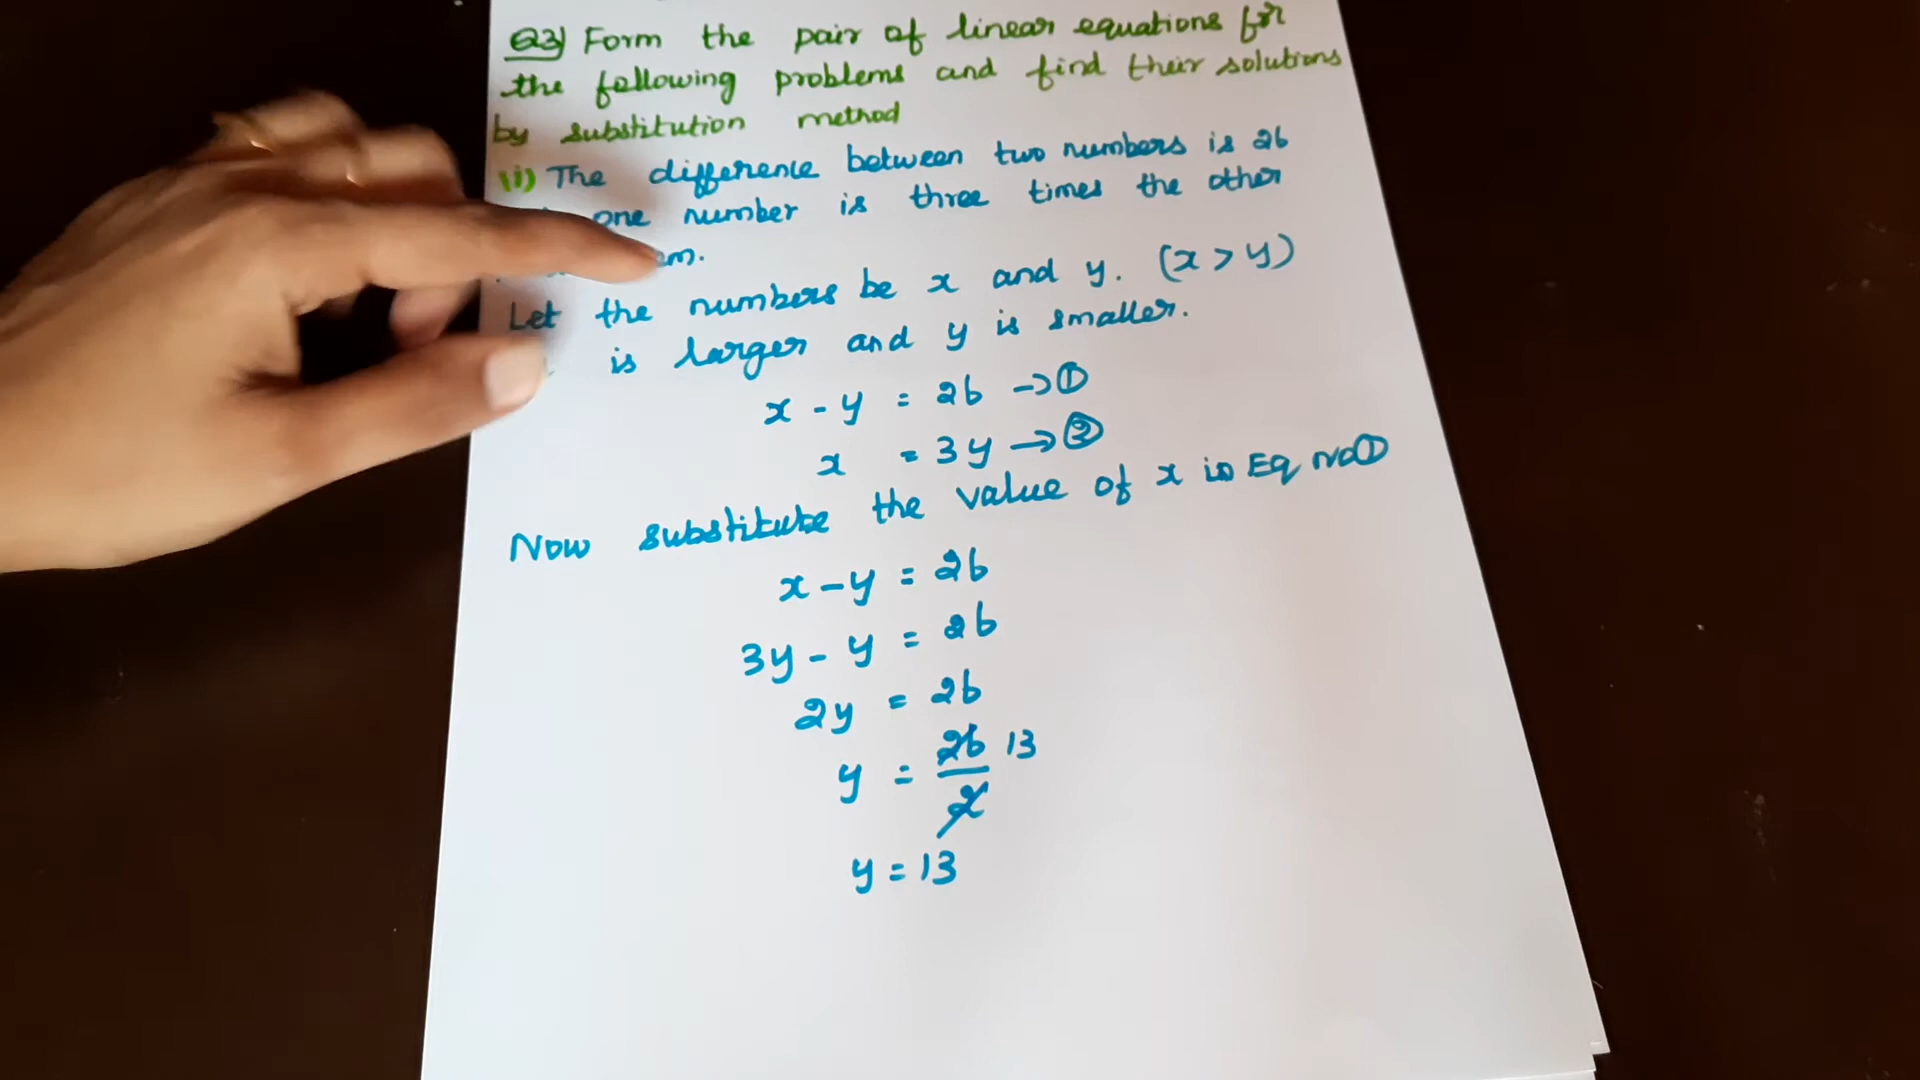 Q3) Form the pair of linear equations for
the following problems and find their solutions
by substitution method
(i) The difference between two numbers is 26
one number is three times the other
em.
Let the numbers be x and y. (x > y)
is larger and y is smaller.
x - y = 26 → ①
x = 3y → ②
Now substitute the value of x in Eq no ①
x - y = 26
3y - y = 26
2y = 26
y = 26/2 13
y = 13